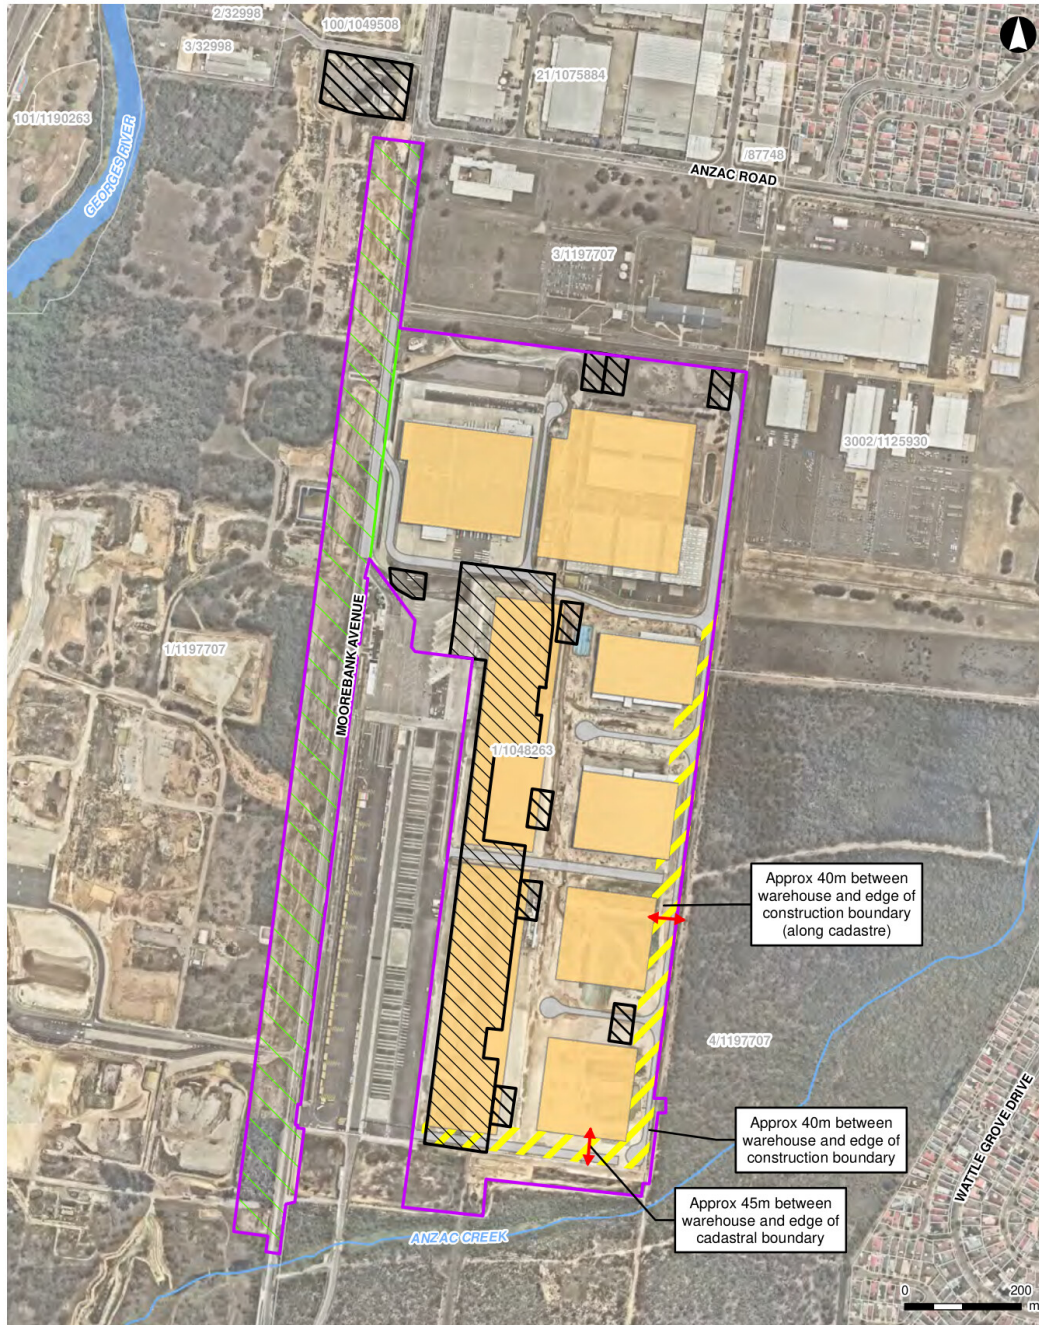 2/32998
100/1049508
3/32998
21/1075884
101/1190263
GEORGES RIVER
/87748
ANZAC ROAD
3/1197707
3002/1125930
1/1197707
MOOREBANK AVENUE
1/1048263
Approx 40m between
warehouse and edge of
construction boundary
(along cadastre)
4/1197707
WATTLE GROVE DRIVE
Approx 40m between
warehouse and edge of
construction boundary
Approx 45m between
warehouse and edge of
cadastral boundary
ANZAC CREEK
0 200
m